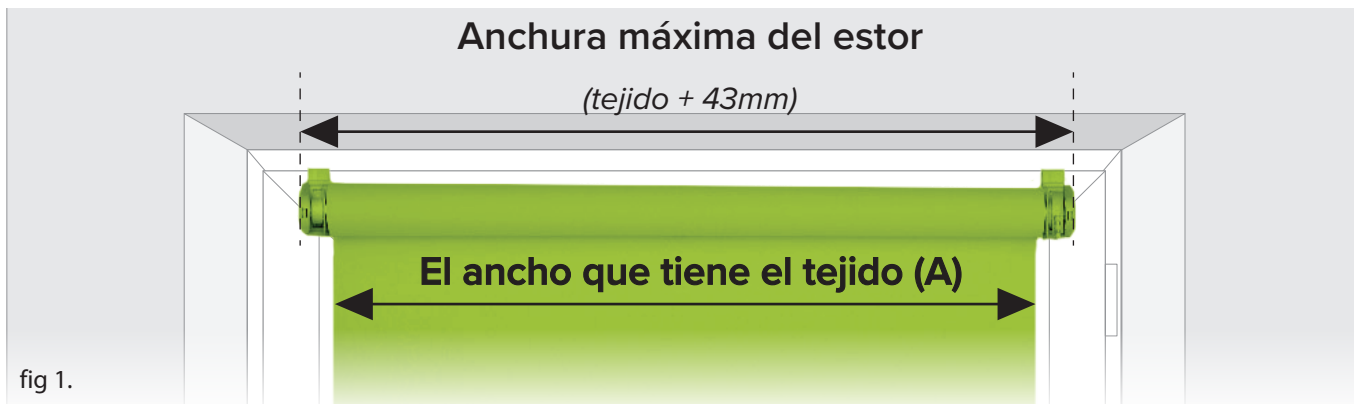 Anchura máxima del estor
(tejido + 43mm)
El ancho que tiene el tejido (A)
fig 1.